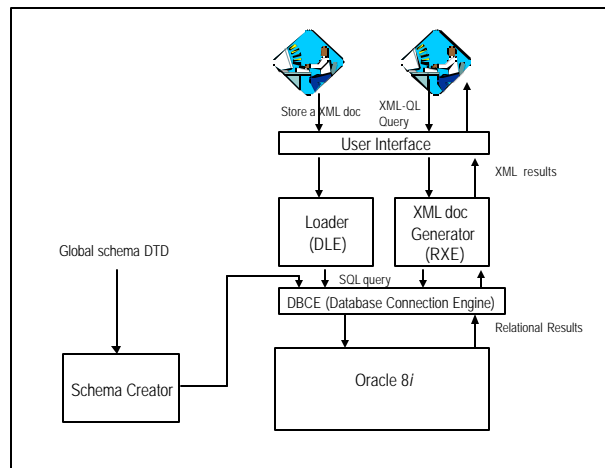 Store a XML doc
XML-QL
Query
User Interface
XML results
Loader
(DLE)
XML doc
Generator
(RXE)
Global schema DTD
SQL query
DBCE (Database Connection Engine)
Relational Results
Schema Creator
Oracle 8i